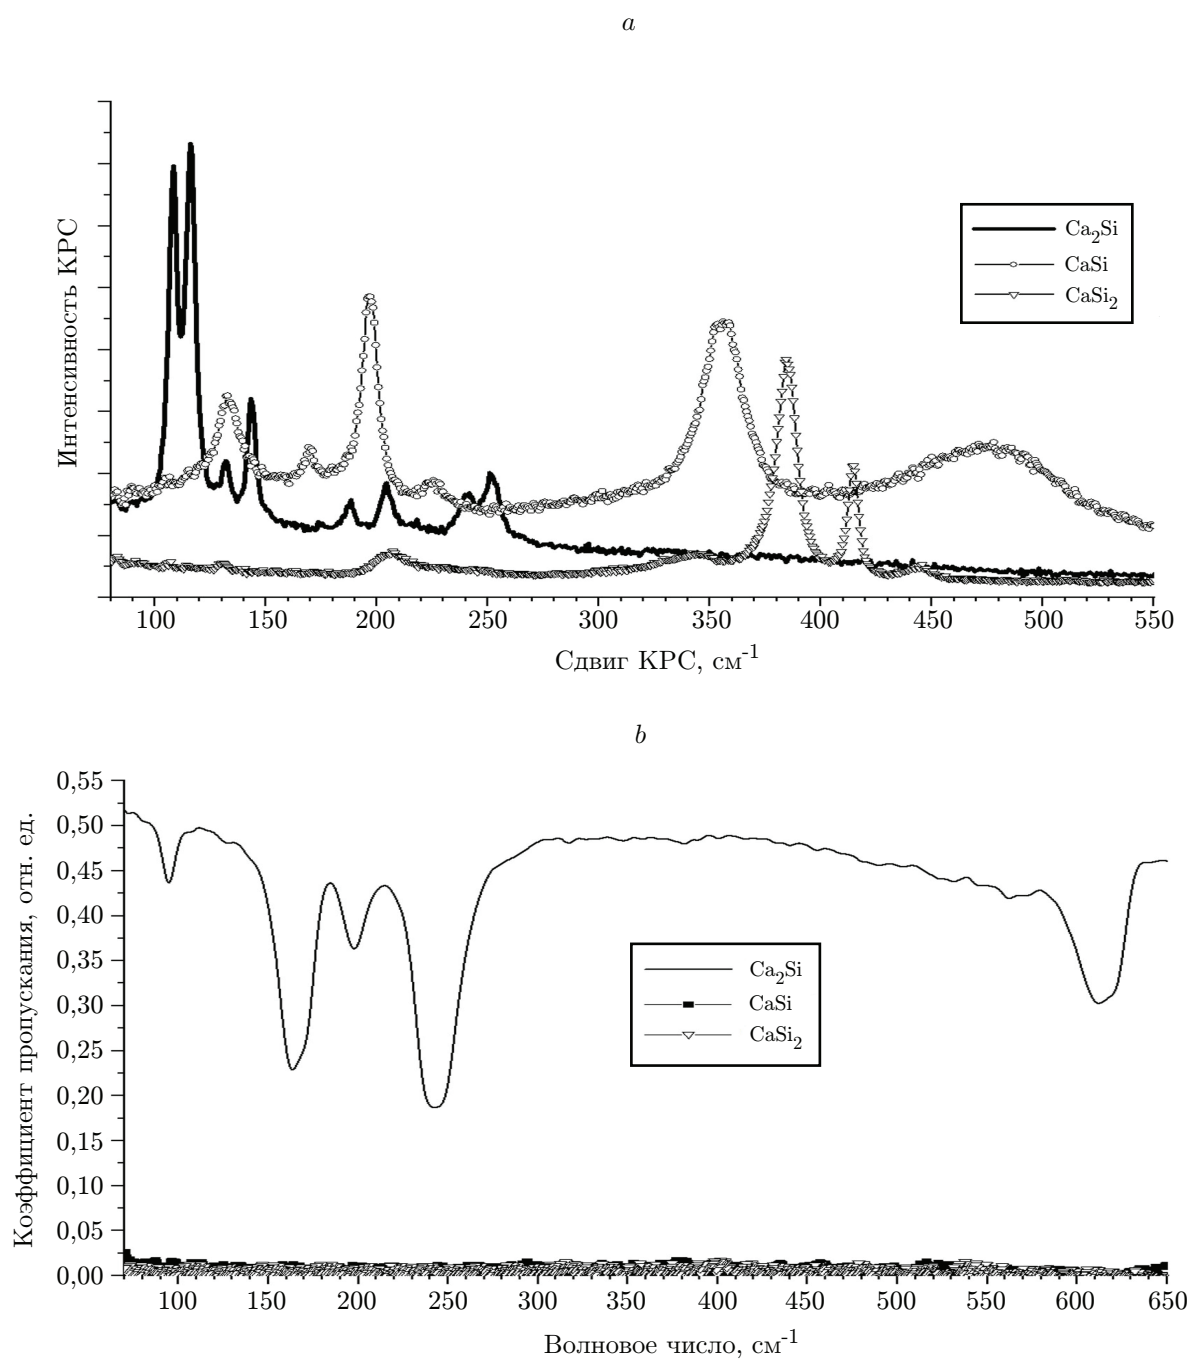 a
Интенсивность КРС
Ca2Si
CaSi
CaSi2
100 150 200 250 300 350 400 450 500 550
Сдвиг КРС, см-1
b
Коэффициент пропускания, отн. ед.
0,55
0,50
0,45
0,40
0,35
0,30
0,25
0,20
0,15
0,10
0,05
0,00
Ca2Si
CaSi
CaSi2
100 150 200 250 300 350 400 450 500 550 600 650
Волновое число, см-1